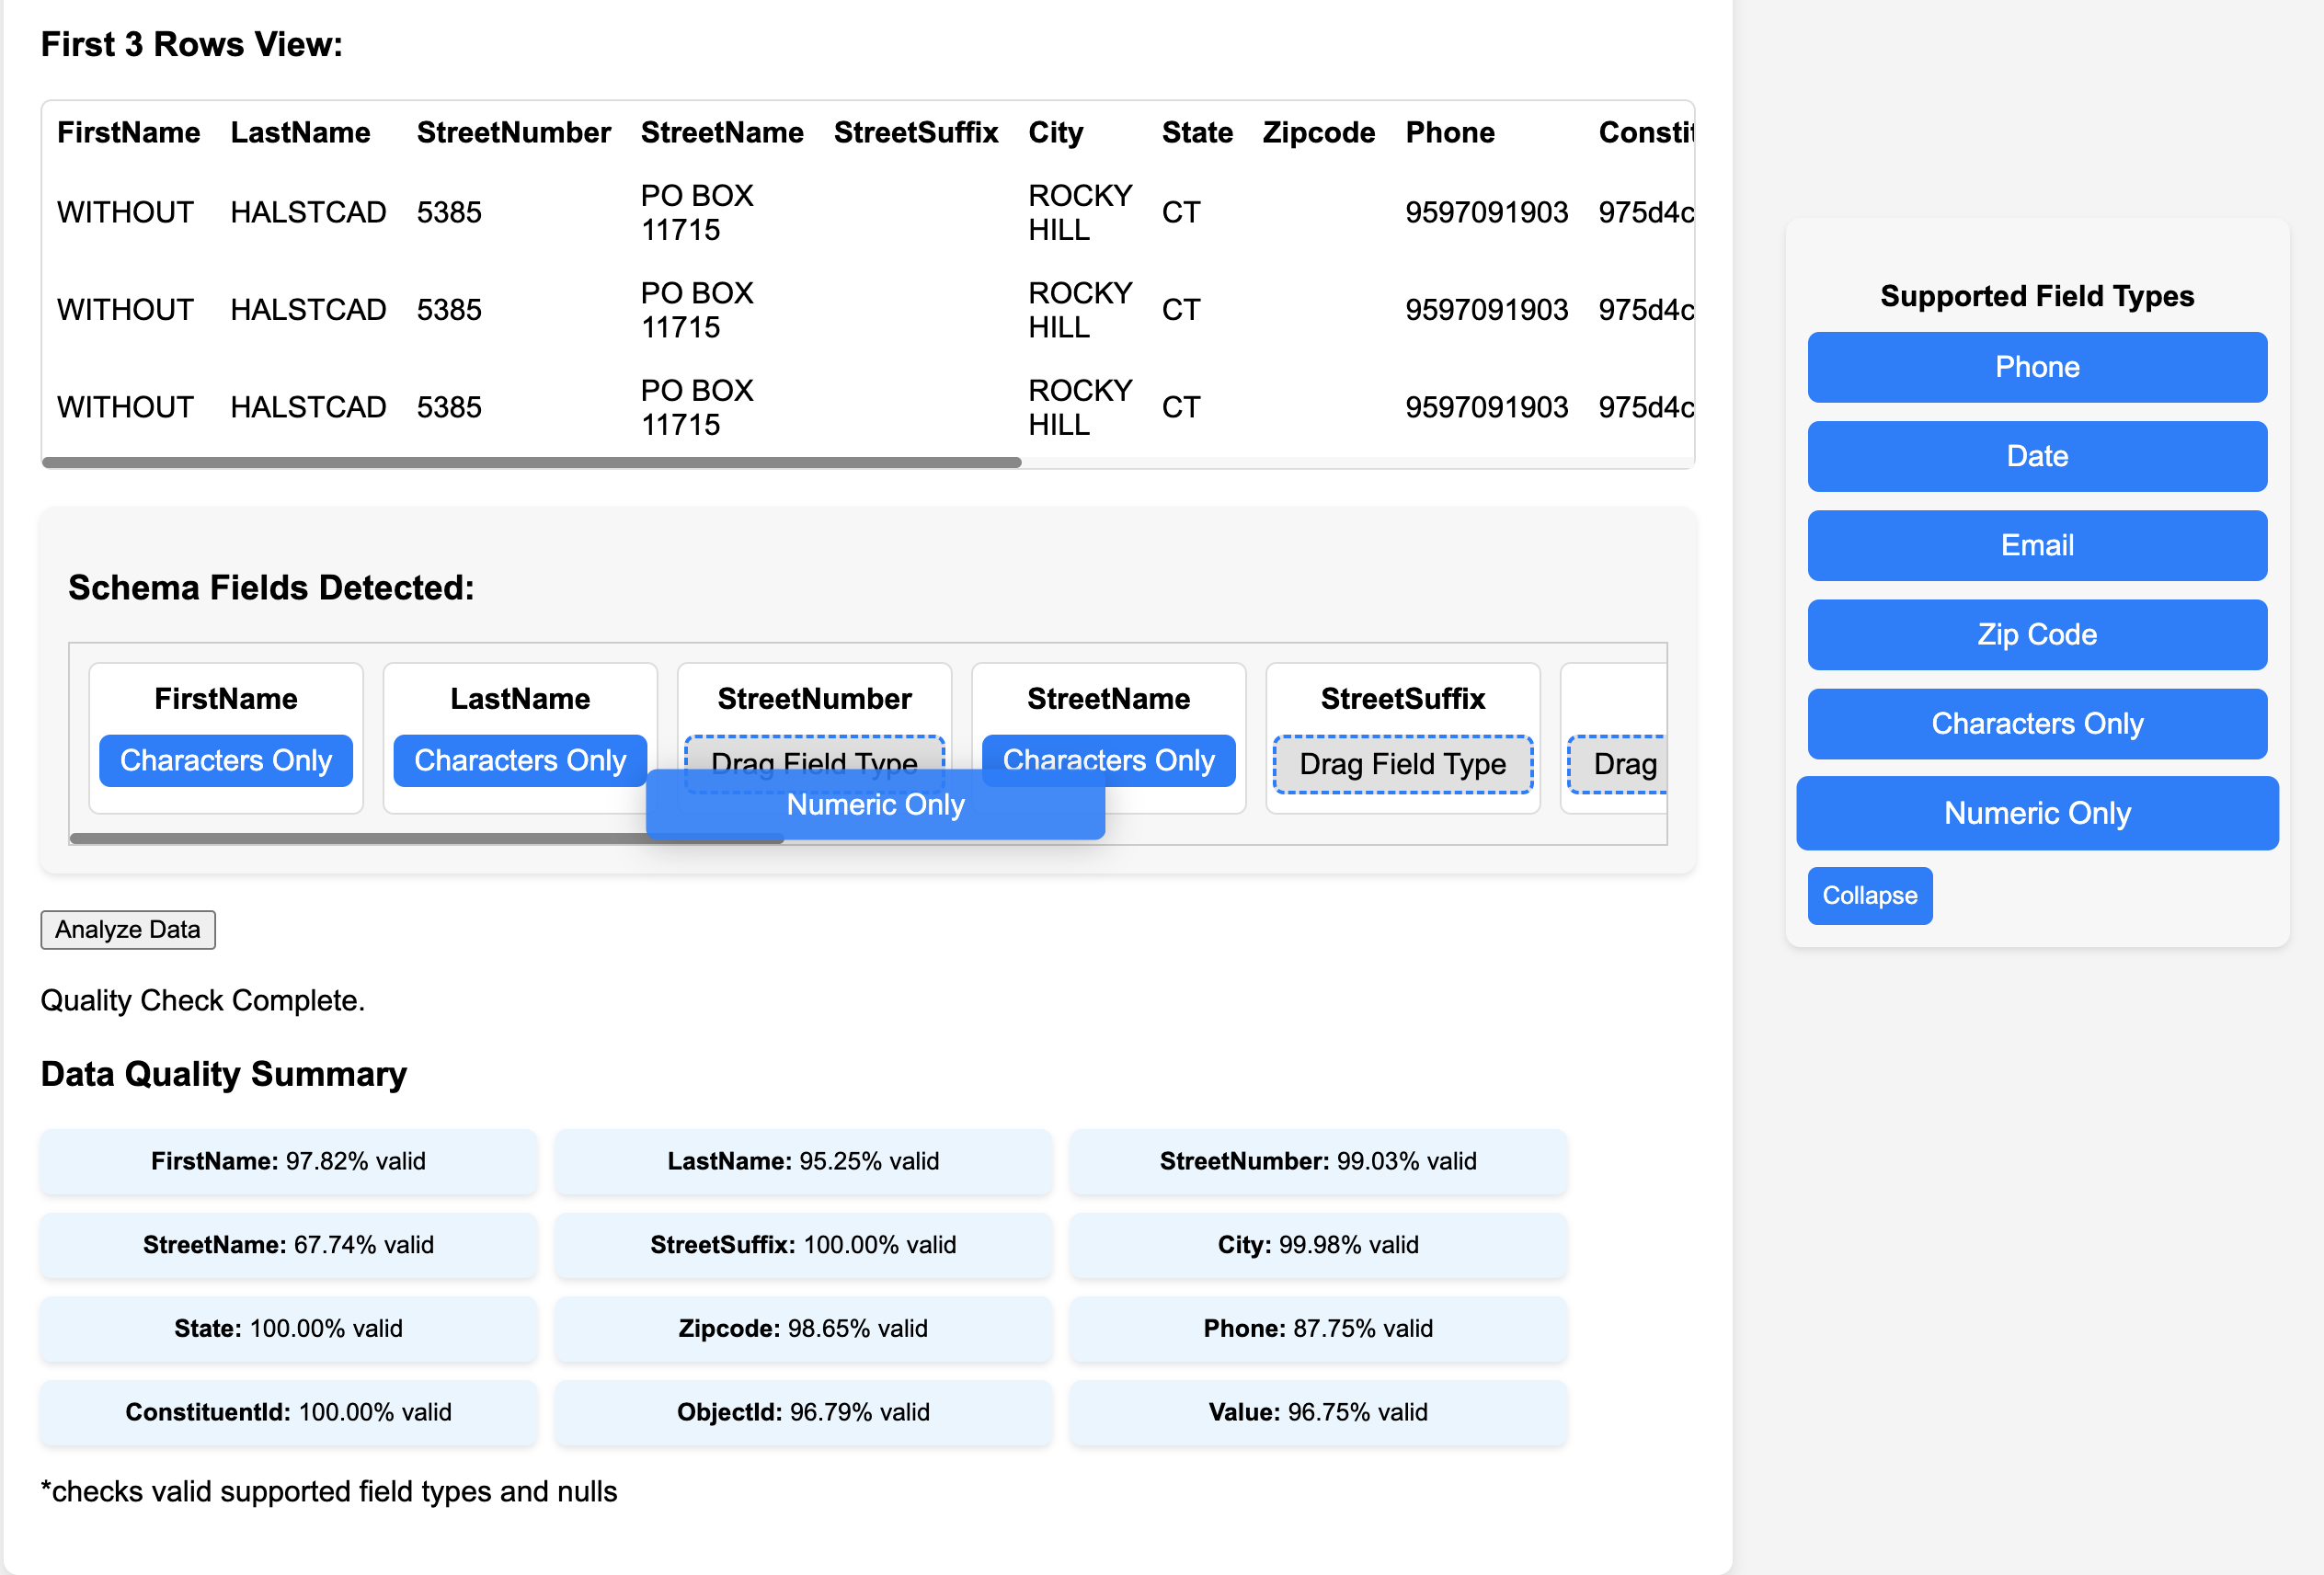 First 3 Rows View:
FirstName LastName StreetNumber StreetName StreetSuffix City State Zipcode Phone Constit
WITHOUT HALSTCAD 5385 PO BOX 11715 ROCKY HILL CT 9597091903 975d4c
WITHOUT HALSTCAD 5385 PO BOX 11715 ROCKY HILL CT 9597091903 975d4c
WITHOUT HALSTCAD 5385 PO BOX 11715 ROCKY HILL CT 9597091903 975d4c
Schema Fields Detected:
FirstName LastName StreetNumber StreetName StreetSuffix
Characters Only Characters Only Drag Field Type Characters Only Drag Field Type Drag
Numeric Only
Analyze Data
Quality Check Complete.
Data Quality Summary
FirstName: 97.82% valid LastName: 95.25% valid StreetNumber: 99.03% valid
StreetName: 67.74% valid StreetSuffix: 100.00% valid City: 99.98% valid
State: 100.00% valid Zipcode: 98.65% valid Phone: 87.75% valid
ConstituentId: 100.00% valid ObjectId: 96.79% valid Value: 96.75% valid
*checks valid supported field types and nulls
Supported Field Types
Phone
Date
Email
Zip Code
Characters Only
Numeric Only
Collapse